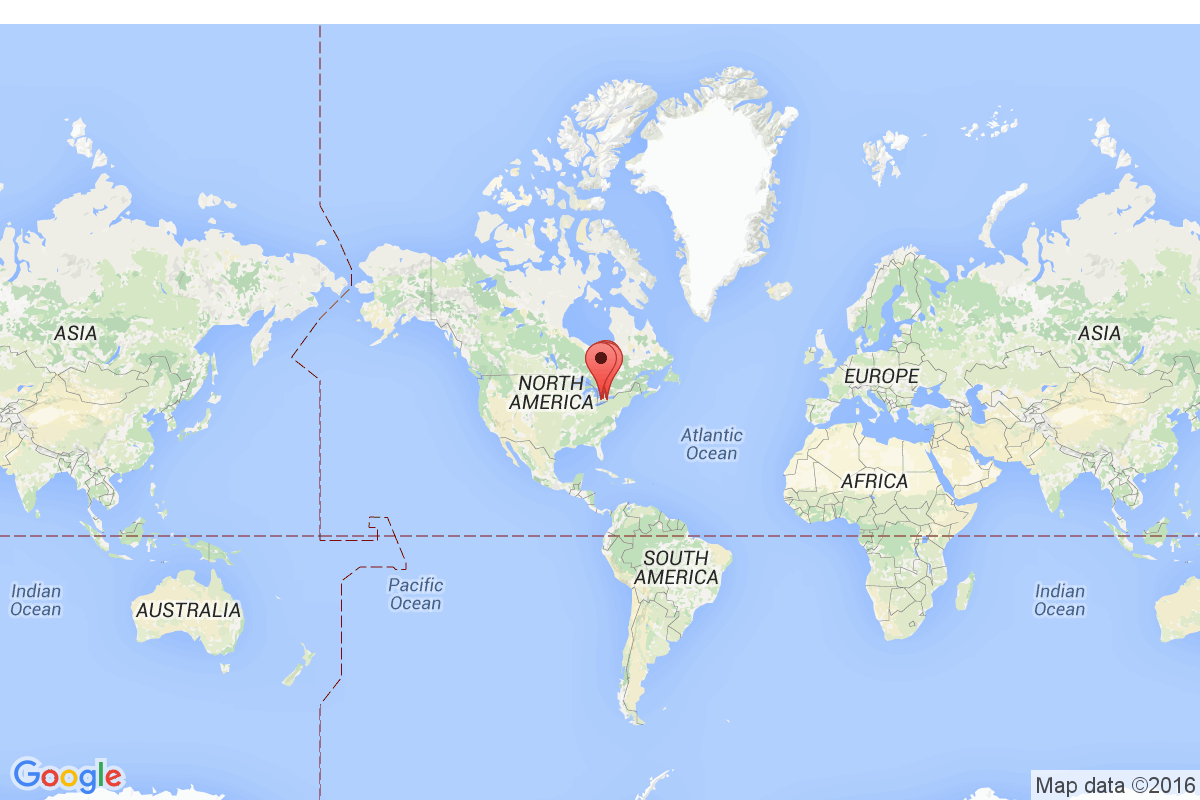 ASIA
ASIA
NORTH
AMERICA
EUROPE
Atlantic
Ocean
AFRICA
SOUTH
AMERICA
Indian
Ocean
AUSTRALIA
Pacific
Ocean
Indian
Ocean
Google
Map data ©2016